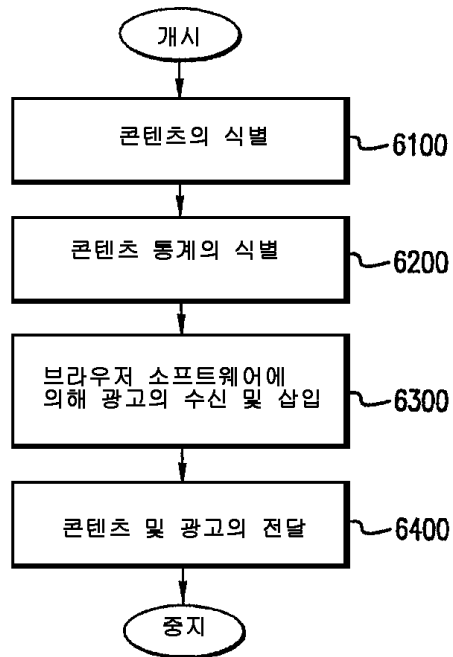 개시
콘텐츠의 식별
6100
콘텐츠 통계의 식별
6200
브라우저 소프트웨어에
의해 광고의 수신 및 삽입
6300
콘텐츠 및 광고의 전달
6400
중지